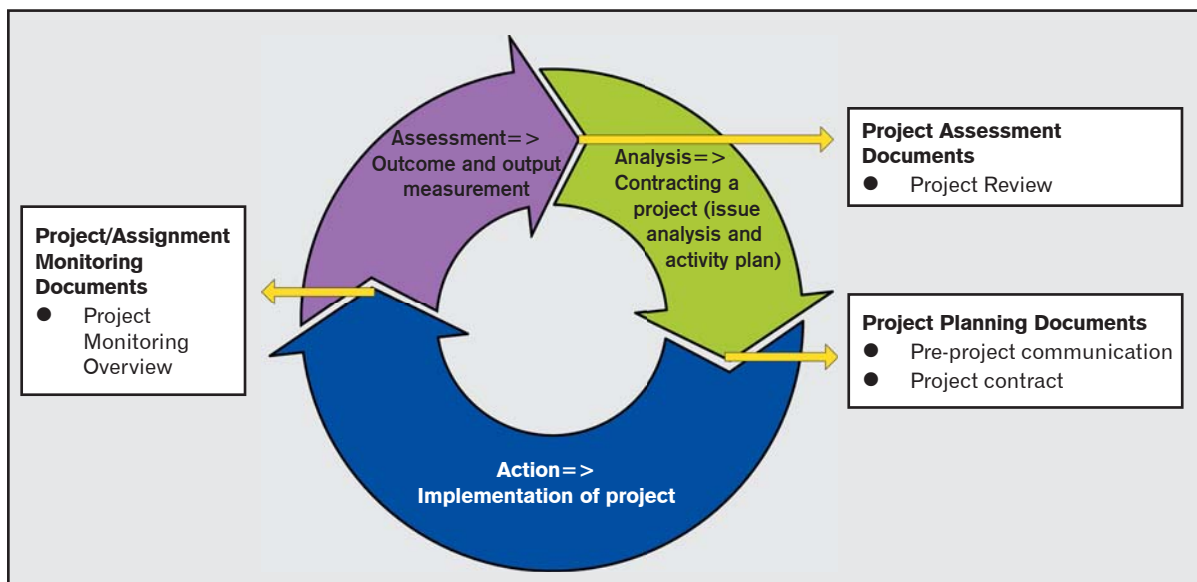 Assessment=>
Outcome and output
measurement
Analysis=>
Contracting a
project (issue
analysis and
activity plan)
Project Assessment
Documents
● Project Review
Project/Assignment
Monitoring
Documents
● Project
Monitoring
Overview
Project Planning Documents
● Pre-project communication
● Project contract
Action=>
Implementation of project